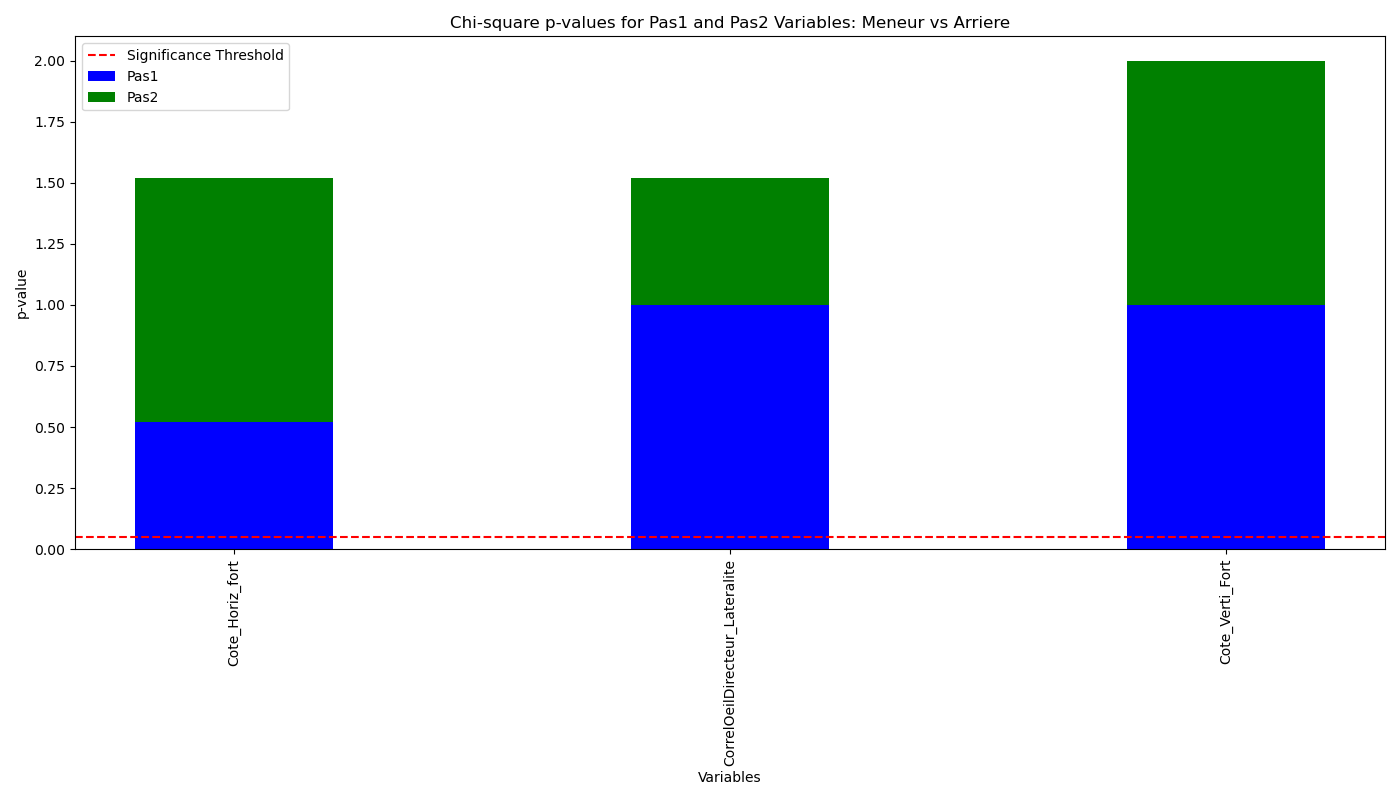 Chi-square p-values for Pas1 and Pas2 Variables: Meneur vs Arriere
Significance Threshold
Pas1
Pas2
2.00
1.75
1.50
1.25
1.00
0.75
0.50
0.25
0.00
p-value
Cote_Horiz_fort
CorrelOeilDirecteur_Lateralite
Cote_Verti_Fort
Variables